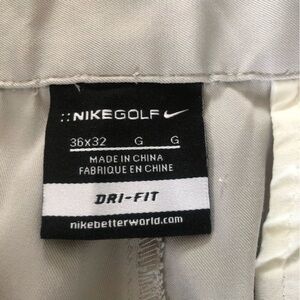 ::NIKEGOLF
36X32 G G
MADE IN CHINA
FABRIQUE EN CHINE
DRI-FIT
nikebetterworld.com